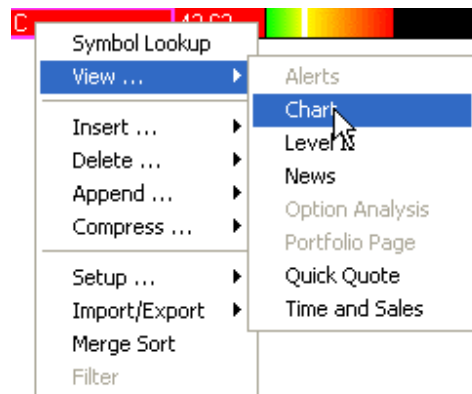 C
Symbol Lookup
View ...
Insert ...
Delete ...
Append ...
Compress ...
Setup ...
Import/Export
Merge Sort
Filter
Alerts
Chart
Level
News
Option Analysis
Portfolio Page
Quick Quote
Time and Sales